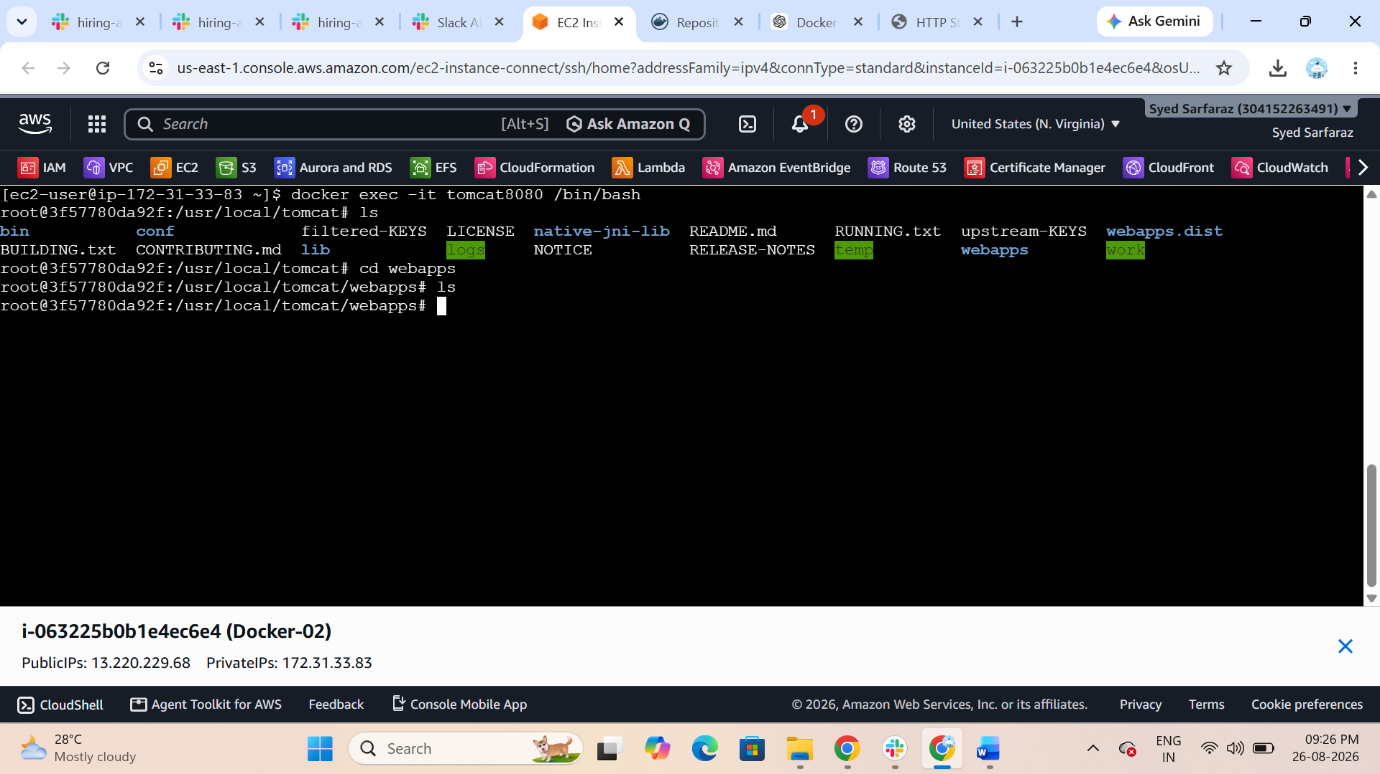 hiring-a
hiring-a
hiring-a
Slack A
EC2 Ins
Reposit
Docker
HTTP S
Ask Gemini
us-east-1.console.aws.amazon.com/ec2-instance-connect/ssh/home?addressFamily=ipv4&connType=standard&instanceId=i-063225b0b1e4ec6e4&osU...
aws
Search
[Alt+S]
Ask Amazon Q
1
United States (N. Virginia) ▼
Syed Sarfaraz (304152263491) ▼
Syed Sarfaraz
IAM VPC EC2 S3 Aurora and RDS EFS CloudFormation Lambda Amazon EventBridge Route 53 Certificate Manager CloudFront CloudWatch
[ec2-user@ip-172-31-33-83 ~]$ docker exec -it tomcat8080 /bin/bash
root@3f57780da92f:/usr/local/tomcat# ls
bin conf filtered-KEYS LICENSE native-jni-lib README.md RUNNING.txt upstream-KEYS webapps.dist
BUILDING.txt CONTRIBUTING.md lib logs NOTICE RELEASE-NOTES temp webapps work
root@3f57780da92f:/usr/local/tomcat# cd webapps
root@3f57780da92f:/usr/local/tomcat/webapps# ls
root@3f57780da92f:/usr/local/tomcat/webapps#
i-063225b0b1e4ec6e4 (Docker-02)
PublicIPs: 13.220.229.68 PrivateIPs: 172.31.33.83
CloudShell Agent Toolkit for AWS Feedback Console Mobile App © 2026, Amazon Web Services, Inc. or its affiliates. Privacy Terms Cookie preferences
28°C
Mostly cloudy
Search
ENG
IN
09:26 PM
26-08-2026